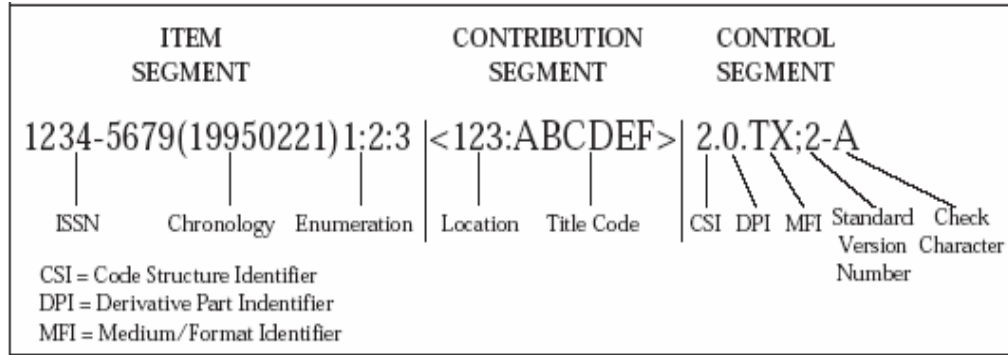 ITEM SEGMENT
CONTRIBUTION SEGMENT
CONTROL SEGMENT
1234-5679(19950221)1:2:3 <123:ABCDEF> 2.0.TX;2-A
ISSN Chronology Enumeration Location Title Code CSI DPI MFI Standard Version Number Check Character
CSI = Code Structure Identifier
DPI = Derivative Part Indentifier
MFI = Medium/Format Identifier